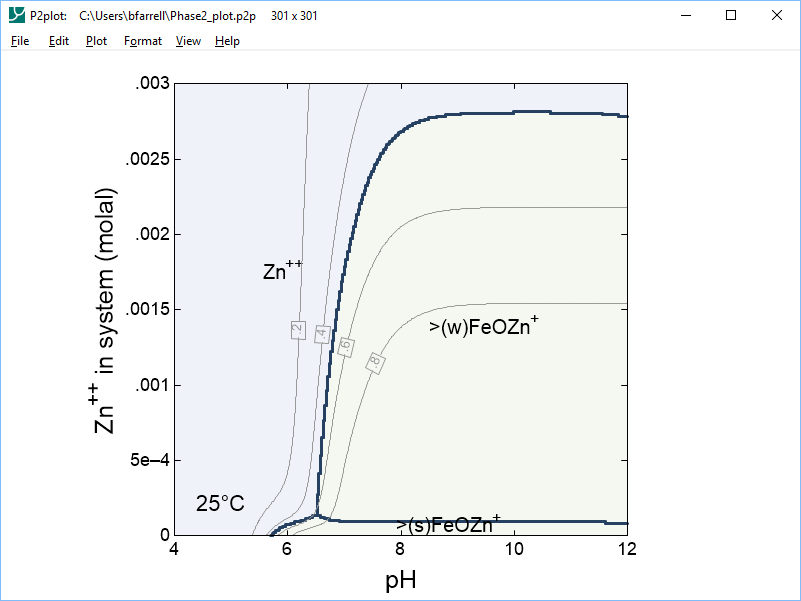 P2plot: C:\Users\bfarrell\Phase2_plot.p2p 301 x 301
File Edit Plot Format View Help
.003
.0025
.002
.0015
.001
5e–4
0
Zn++ in system (molal)
Zn++
.2
.4
.6
.8
>(w)FeOZn+
25°C
>(s)FeOZn+
4 6 8 10 12
pH